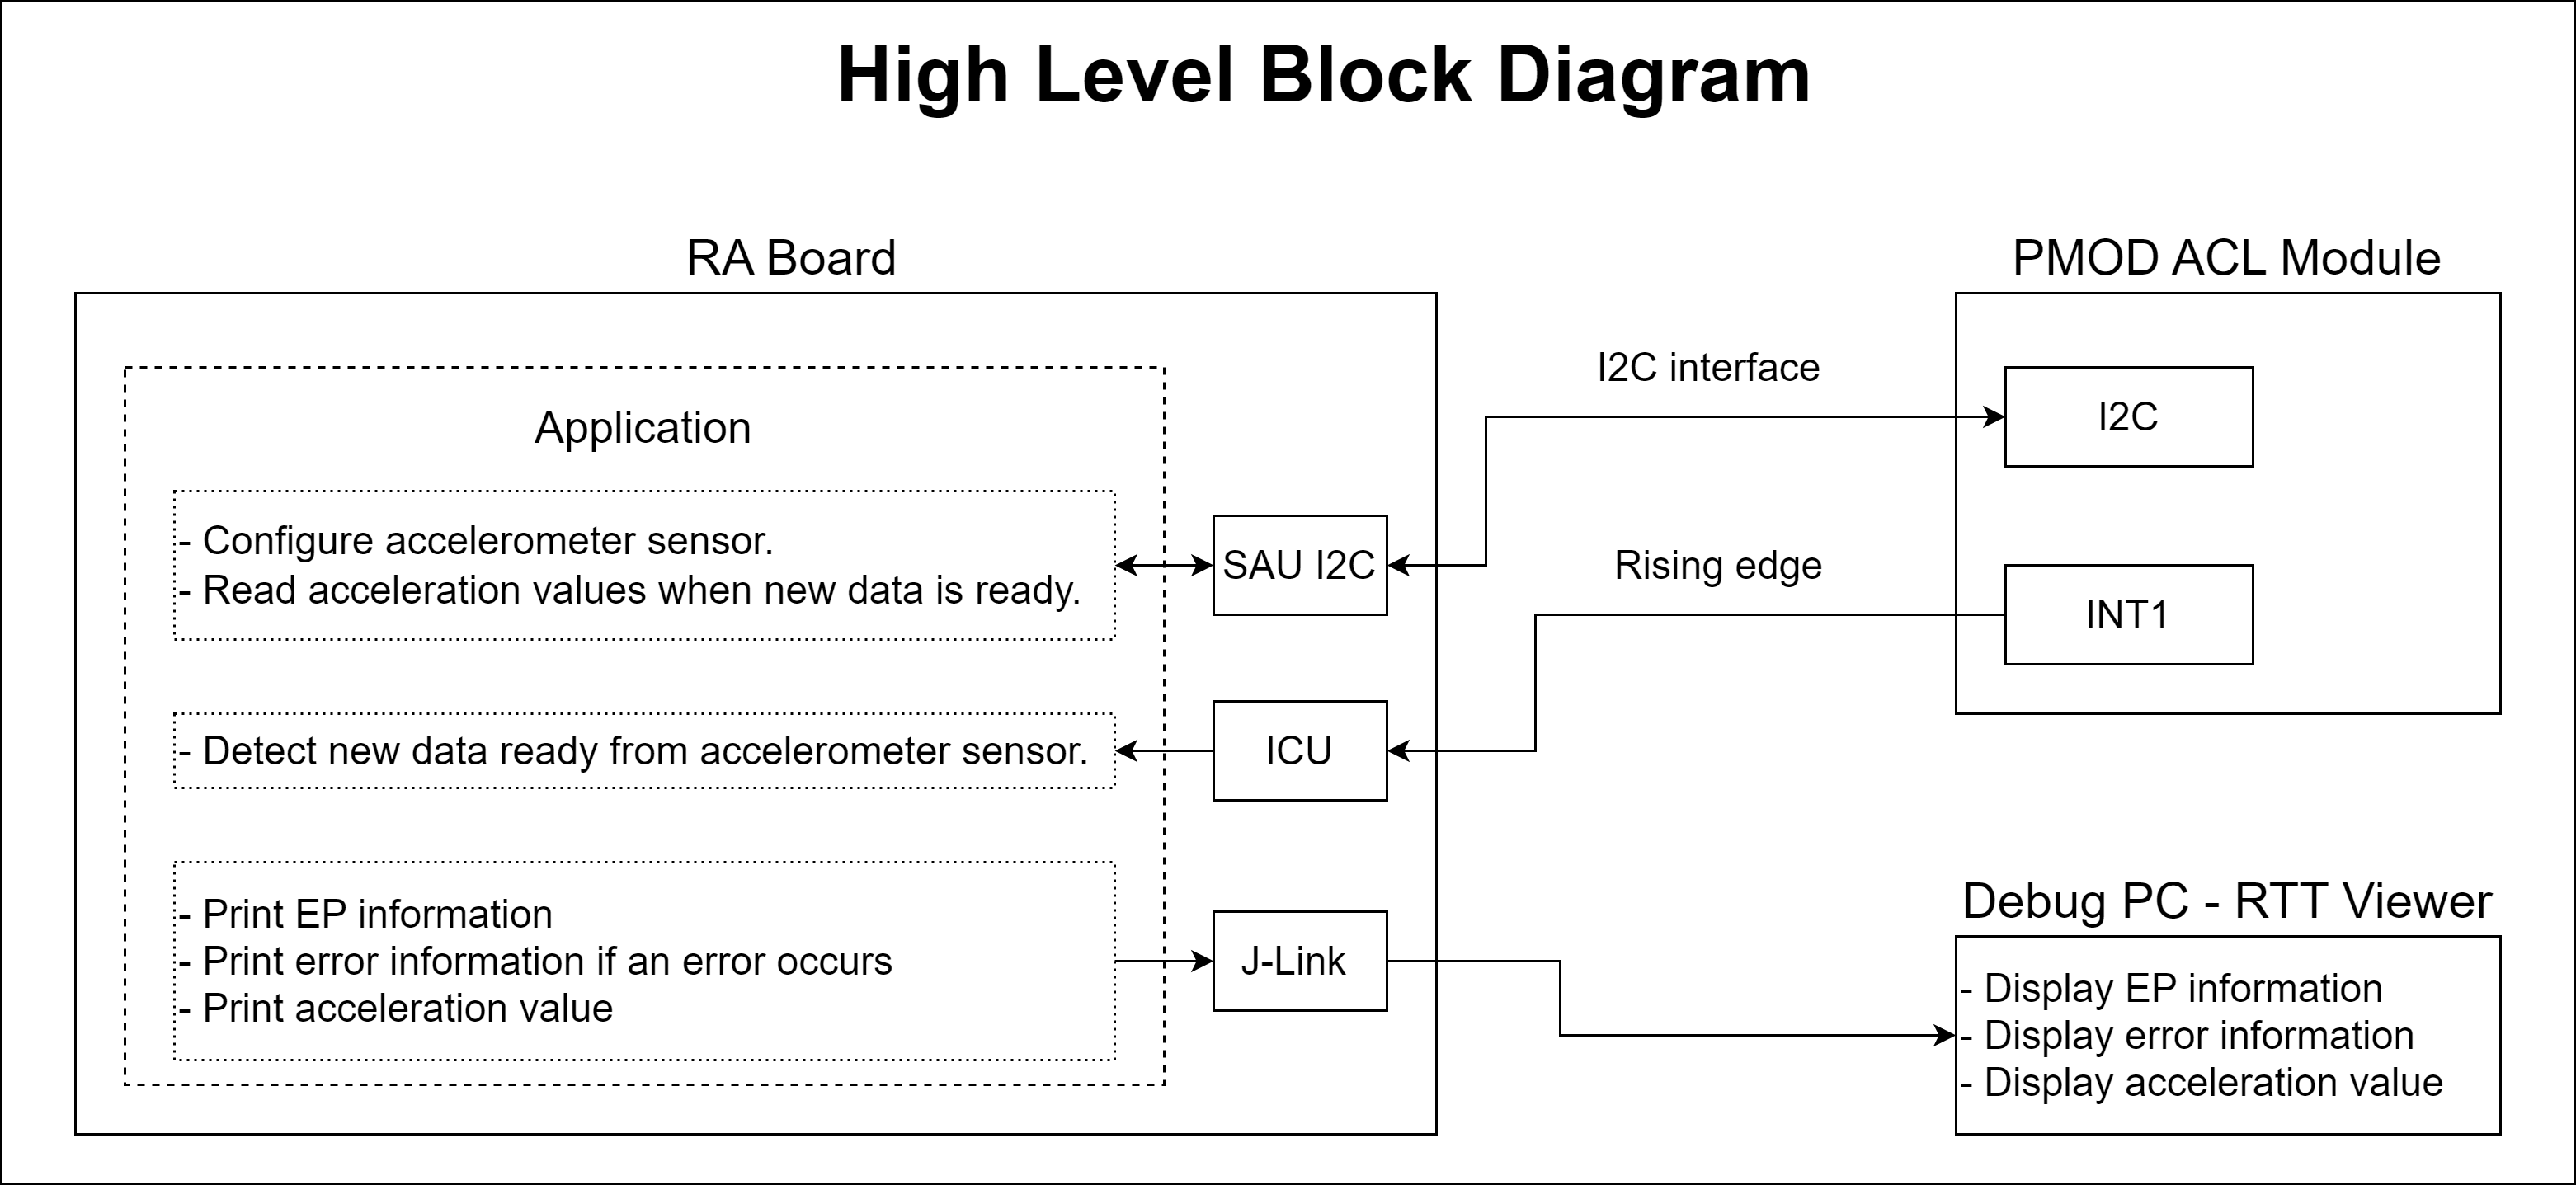 High Level Block Diagram
RA Board
PMOD ACL Module
Application
- Configure accelerometer sensor.
- Read acceleration values when new data is ready.
- Detect new data ready from accelerometer sensor.
- Print EP information
- Print error information if an error occurs
- Print acceleration value
SAU I2C
ICU
J-Link
I2C interface
Rising edge
I2C
INT1
Debug PC - RTT Viewer
- Display EP information
- Display error information
- Display acceleration value